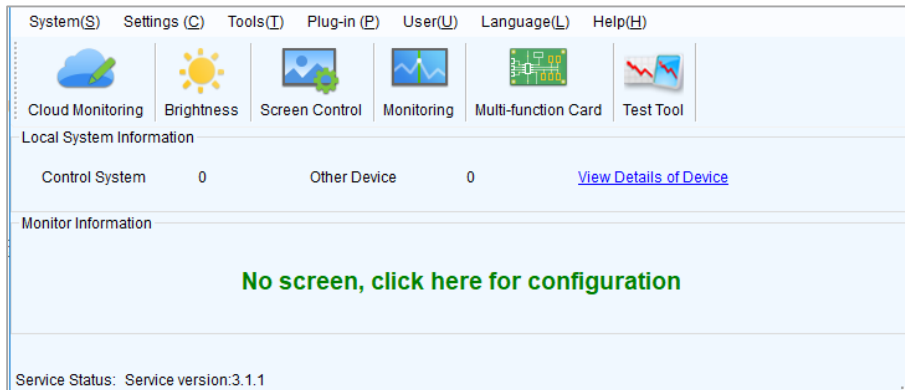 System(S) Settings (C) Tools(T) Plug-in (P) User(U) Language(L) Help(H)
Cloud Monitoring Brightness Screen Control Monitoring Multi-function Card Test Tool
Local System Information
Control System 0 Other Device 0 View Details of Device
Monitor Information
No screen, click here for configuration
Service Status: Service version:3.1.1